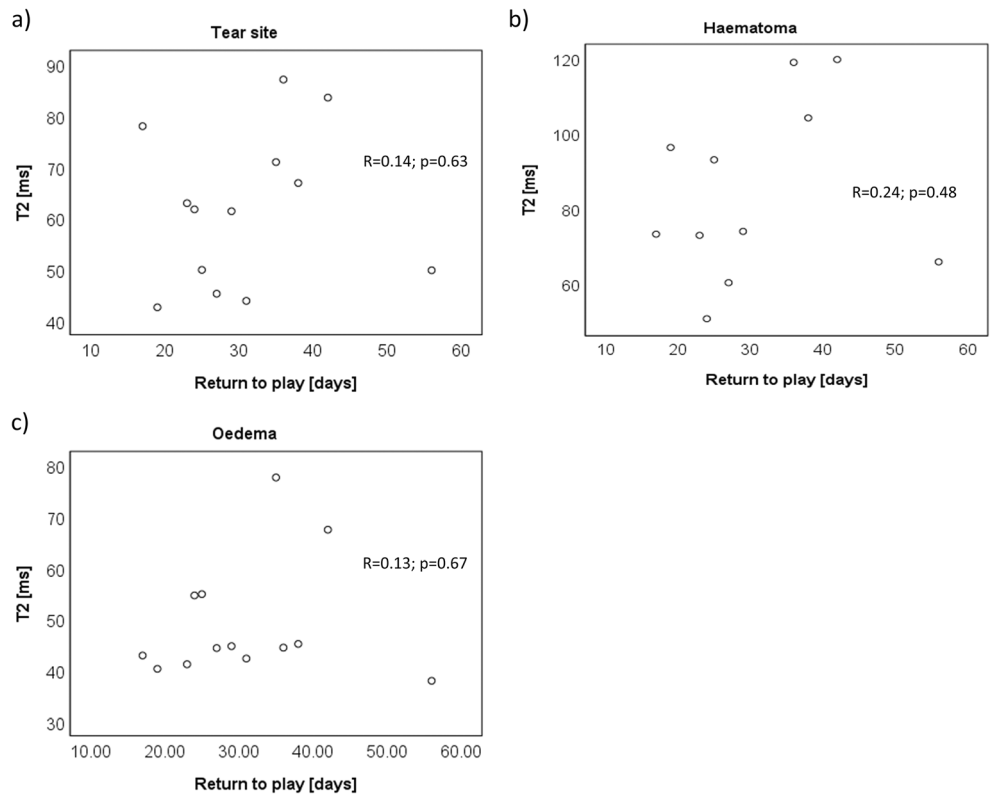 a)
Tear site
90
80
70
60
50
40
T2 [ms]
R=0.14; p=0.63
10 20 30 40 50 60
Return to play [days]
b)
Haematoma
120
100
80
60
T2 [ms]
R=0.24; p=0.48
10 20 30 40 50 60
Return to play [days]
c)
Oedema
80
70
60
50
40
30
T2 [ms]
R=0.13; p=0.67
10.00 20.00 30.00 40.00 50.00 60.00
Return to play [days]